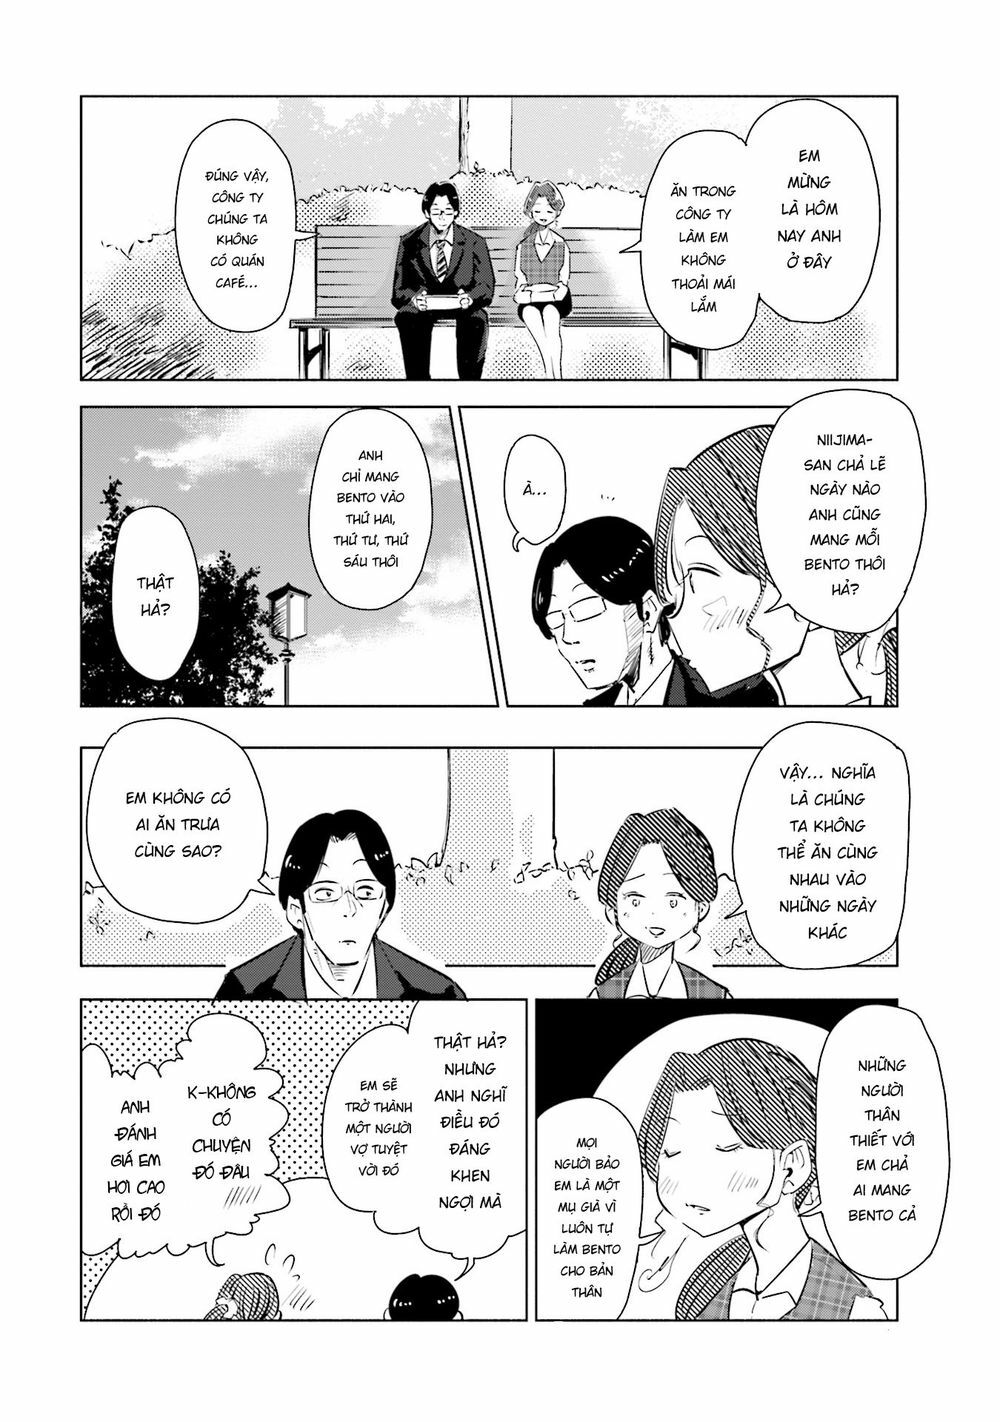 EM
MỪNG
LÀ HÔM
NAY ANH
Ở ĐÂY
ĂN TRONG
CÔNG TY
LÀM EM
KHÔNG
THOẢI MÁI
LẮM
ĐÚNG VẬY,
CÔNG TY
CHÚNG TA
KHÔNG
CÓ QUÁN
CAFÉ...
NIIJIMA-
SAN CHẢ LẼ
NGÀY NÀO
ANH CŨNG
MANG MỖI
BENTO THÔI
HẢ?
À...
ANH
CHỈ MANG
BENTO VÀO
THỨ HAI,
THỨ TƯ, THỨ
SÁU THÔI
THẬT
HẢ?
VẬY... NGHĨA
LÀ CHÚNG
TA KHÔNG
THỂ ĂN CÙNG
NHAU VÀO
NHỮNG NGÀY
KHÁC
EM KHÔNG CÓ
AI ĂN TRƯA
CÙNG SAO?
NHỮNG
NGƯỜI
THÂN
THIẾT VỚI
EM CHẢ
AI MANG
BENTO CẢ
MỌI
NGƯỜI BẢO
EM LÀ MỘT
MỤ GIÀ VÌ
LUÔN TỰ
LÀM BENTO
CHO BẢN
THÂN
THẬT HẢ?
NHƯNG
ANH NGHĨ
ĐIỀU ĐÓ
ĐÁNG
KHEN
NGỢI MÀ
EM SẼ
TRỞ THÀNH
MỘT NGƯỜI
VỢ TUYỆT
VỜI ĐÓ
K-KHÔNG
CÓ
CHUYỆN
ĐÓ ĐÂU
ANH
ĐÁNH
GIÁ EM
HƠI CAO
RỒI ĐÓ